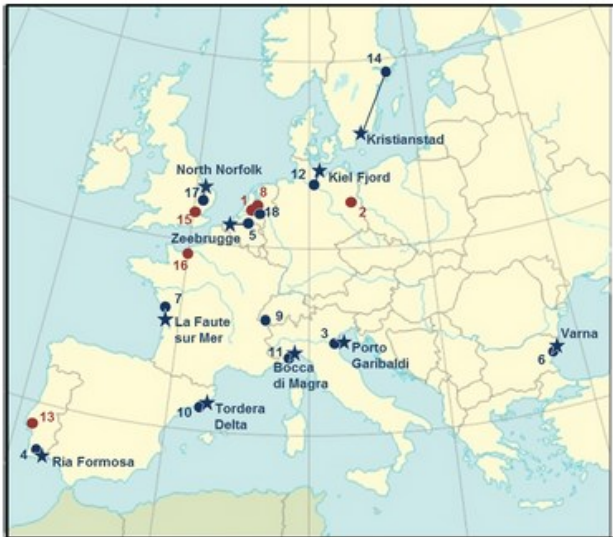 14
Kristianstad
North Norfolk
12
Kiel Fjord
17
1
8
2
15
18
Zeebrugge
5
16
7
La Faute
sur Mer
9
3
Porto
Garibaldi
Varna
6
11
Bocca
di Magra
10
Tordera
Delta
13
4
Ria Formosa